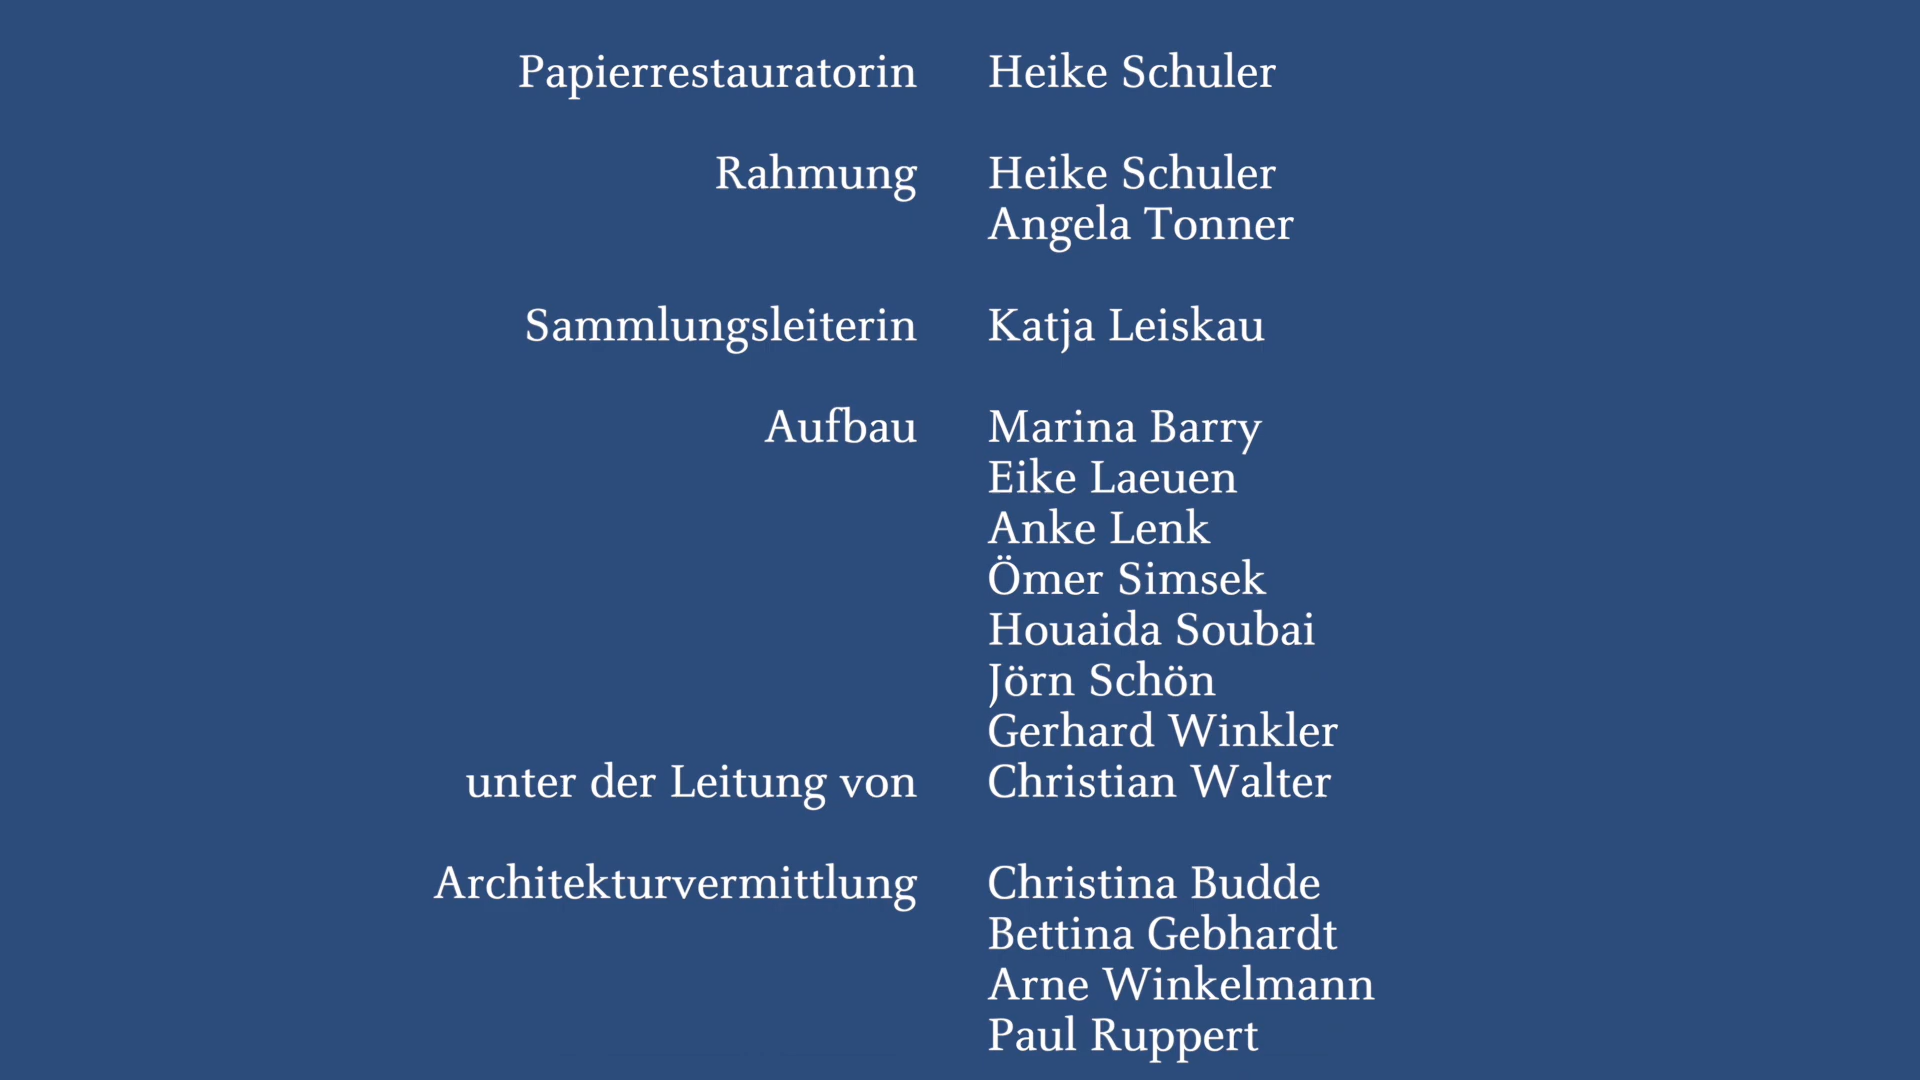 Papierrestauratorin Heike Schuler
Rahmung Heike Schuler
Angela Tonner
Sammlungsleiterin Katja Leiskau
Aufbau Marina Barry
Eike Laeuen
Anke Lenk
Ömer Simsek
Houaida Soubai
Jörn Schön
Gerhard Winkler
unter der Leitung von Christian Walter
Architekturvermittlung Christina Budde
Bettina Gebhardt
Arne Winkelmann
Paul Ruppert